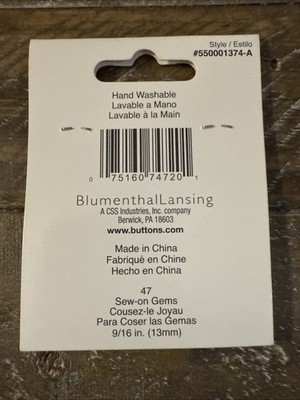 Style / Estilo
#550001374-A
Hand Washable
Lavable a Mano
Lavable à la Main
0 75160 74720 1
BlumenthalLansing
A CSS Industries, Inc. company
Berwick, PA 18603
www.buttons.com
Made in China
Fabriqué en Chine
Hecho en China
47
Sew-on Gems
Cousez-le Joyau
Para Coser las Gemas
9/16 in. (13mm)